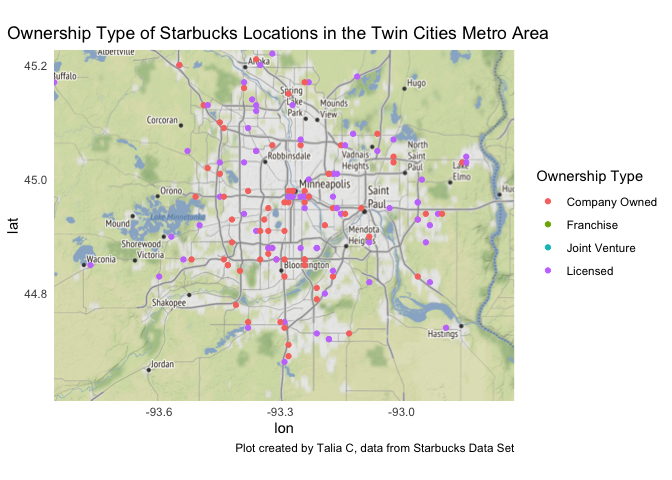 Ownership Type of Starbucks Locations in the Twin Cities Metro Area
lat
45.2
45.0
44.8
Albertville
Buffalo
Anoka
Hugo
Spring
Lake
Park
Mounds
View
Corcoran
Robbinsdale
Vadnais
Heights
North
Saint
Paul
Lake
Elmo
Minneapolis
Saint
Paul
Orono
Lake Minnetonka
Mound
Shorewood
Victoria
Waconia
Mendota
Heights
Bloomington
Shakopee
Hastings
Jordan
-93.6
-93.3
-93.0
lon
Plot created by Talia C, data from Starbucks Data Set
Ownership Type
Company Owned
Franchise
Joint Venture
Licensed